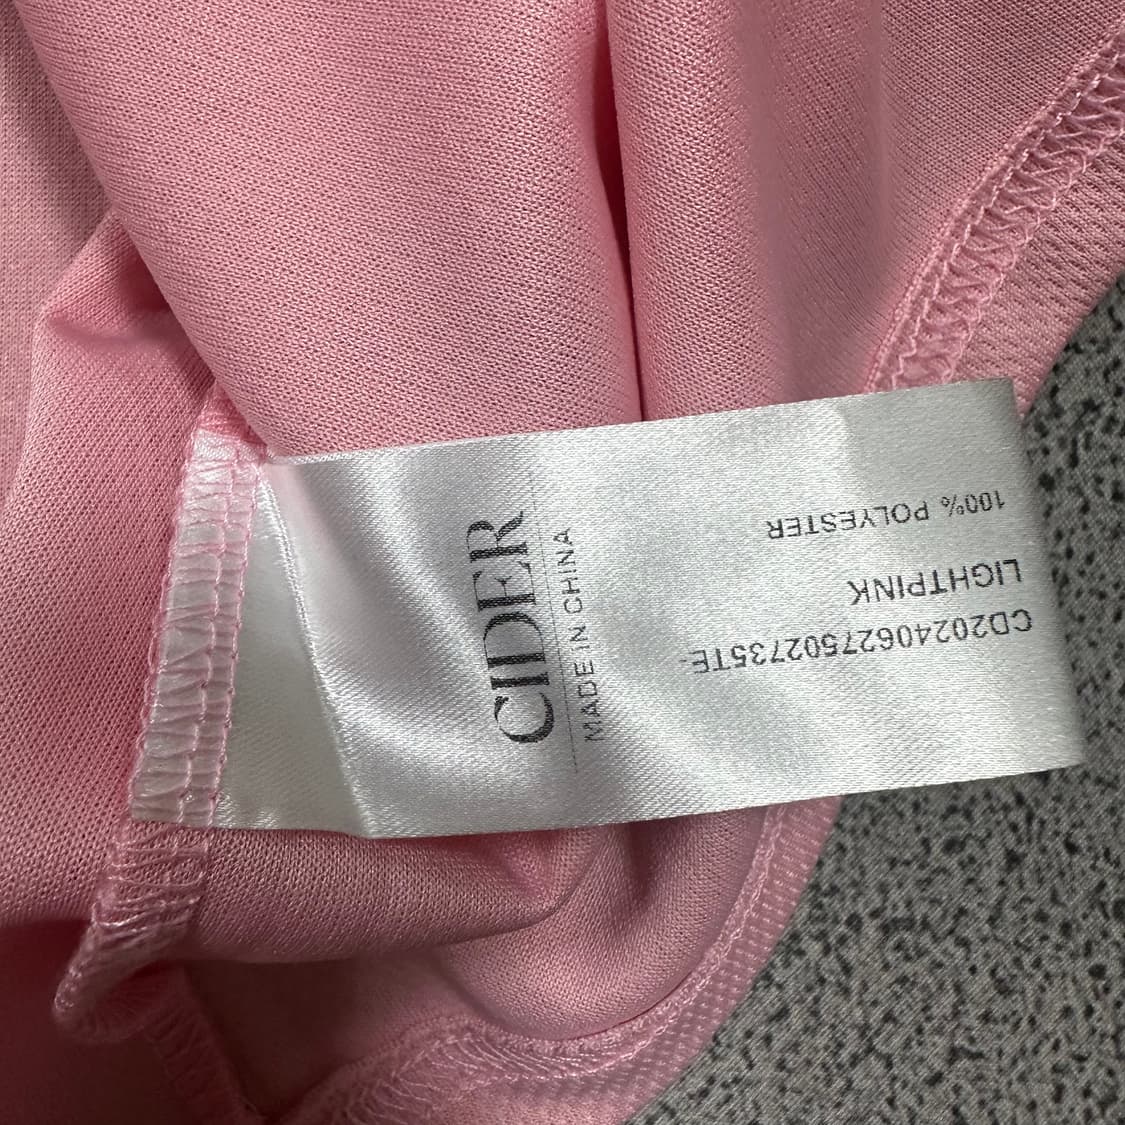 CIDER
MADE IN CHINA
CD20240627502735TE-
LIGHTPINK
100% POLYESTER